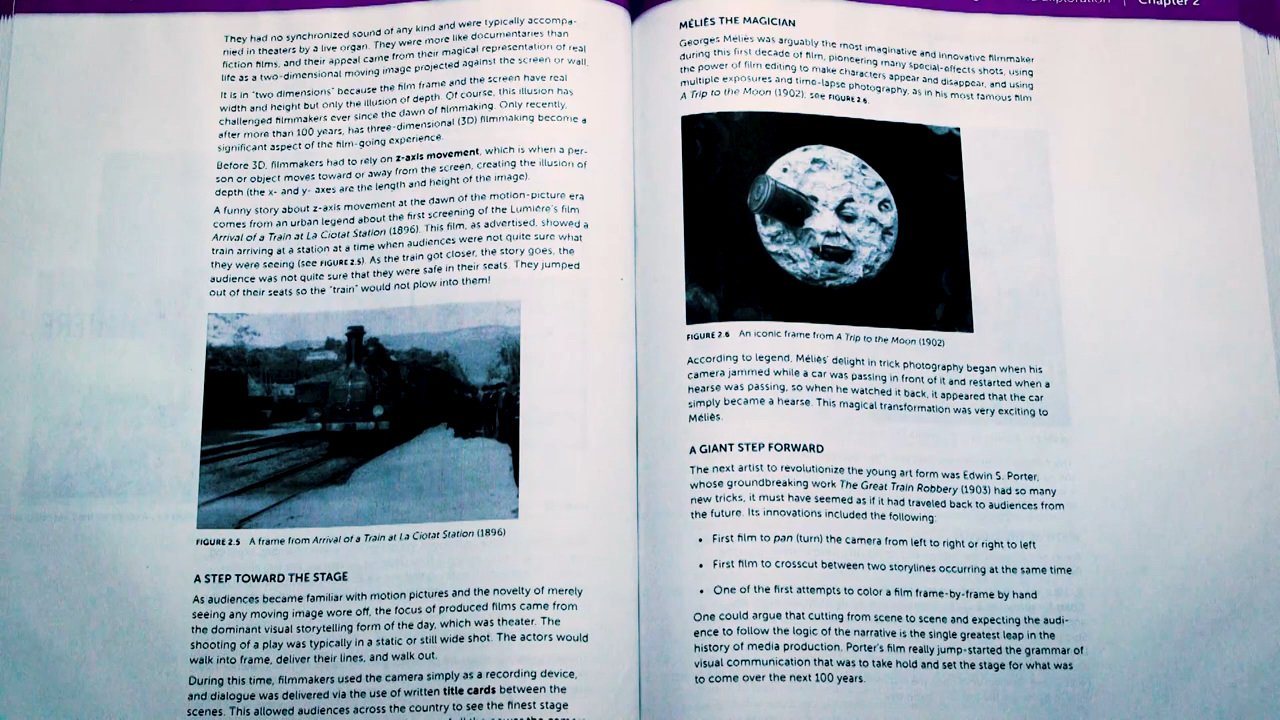 They had no synchronized sound of any kind and were typically accompa-
nied in theaters by a live organ. They were more like documentaries than
fiction films, and their appeal came from their magical representation of real
life as a two-dimensional moving image projected against the screen or wall.
It is in "two dimensions" because the film frame and the screen have real
width and height but only the illusion of depth. Of course, this illusion has
challenged filmmakers ever since the dawn of filmmaking. Only recently,
after more than 100 years, has three-dimensional (3D) filmmaking become a
significant aspect of the film-going experience.
Before 3D, filmmakers had to rely on z-axis movement, which is when a per-
son or object moves toward or away from the screen, creating the illusion of
depth (the x- and y- axes are the length and height of the image).
A funny story about z-axis movement at the dawn of the motion-picture era
comes from an urban legend about the first screening of the Lumière's film
Arrival of a Train at La Ciotat Station (1896). This film, as advertised, showed a
train arriving at a station at a time when audiences were not quite sure what
they were seeing (see FIGURE 2.5). As the train got closer, the story goes, the
audience was not quite sure that they were safe in their seats. They jumped
out of their seats so the "train" would not plow into them!
FIGURE 2.5 A frame from Arrival of a Train at La Ciotat Station (1896)
A STEP TOWARD THE STAGE
As audiences became familiar with motion pictures and the novelty of merely
seeing any moving image wore off, the focus of produced films came from
the dominant visual storytelling form of the day, which was theater. The
shooting of a play was typically in a static or still wide shot. The actors would
walk into frame, deliver their lines, and walk out.
During this time, filmmakers used the camera simply as a recording device,
and dialogue was delivered via the use of written title cards between the
scenes. This allowed audiences across the country to see the finest stage
Chapter 2
MÉLIÈS THE MAGICIAN
Georges Méliès was arguably the most imaginative and innovative filmmaker
during this first decade of film, pioneering many special-effects shots, using
the power of film editing to make characters appear and disappear, and using
multiple exposures and time-lapse photography, as in his most famous film
A Trip to the Moon (1902); see FIGURE 2.6.
FIGURE 2.6 An iconic frame from A Trip to the Moon (1902)
According to legend, Méliès' delight in trick photography began when his
camera jammed while a car was passing in front of it and restarted when a
hearse was passing, so when he watched it back, it appeared that the car
simply became a hearse. This magical transformation was very exciting to
Méliès.
A GIANT STEP FORWARD
The next artist to revolutionize the young art form was Edwin S. Porter,
whose groundbreaking work The Great Train Robbery (1903) had so many
new tricks, it must have seemed as if it had traveled back to audiences from
the future. Its innovations included the following:
• First film to pan (turn) the camera from left to right or right to left
• First film to crosscut between two storylines occurring at the same time
• One of the first attempts to color a film frame-by-frame by hand
One could argue that cutting from scene to scene and expecting the audi-
ence to follow the logic of the narrative is the single greatest leap in the
history of media production. Porter's film really jump-started the grammar of
visual communication that was to take hold and set the stage for what was
to come over the next 100 years.